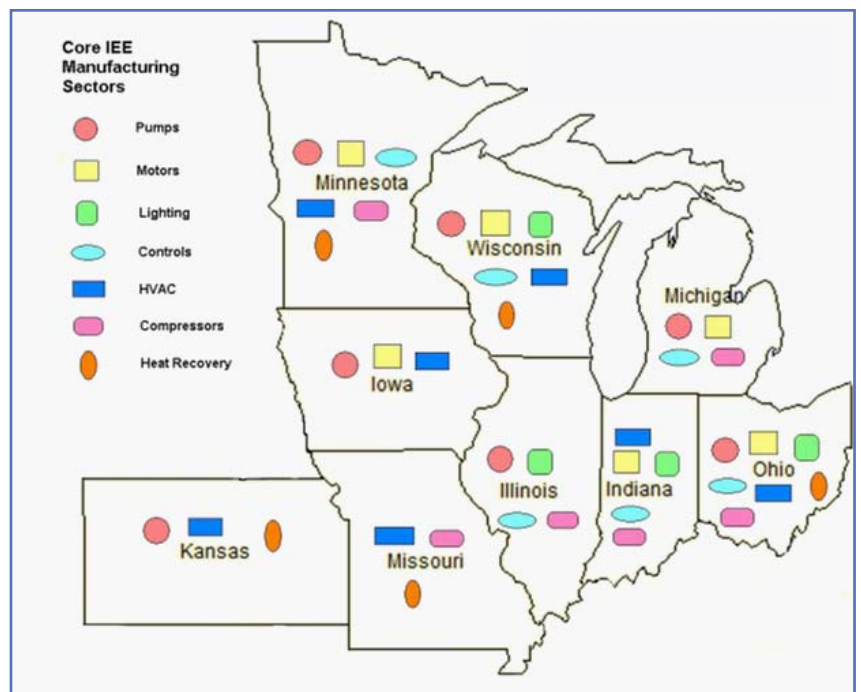 Core IEE
Manufacturing
Sectors
Pumps
Motors
Lighting
Controls
HVAC
Compressors
Heat Recovery
Minnesota
Wisconsin
Michigan
Iowa
Illinois
Indiana
Ohio
Kansas
Missouri